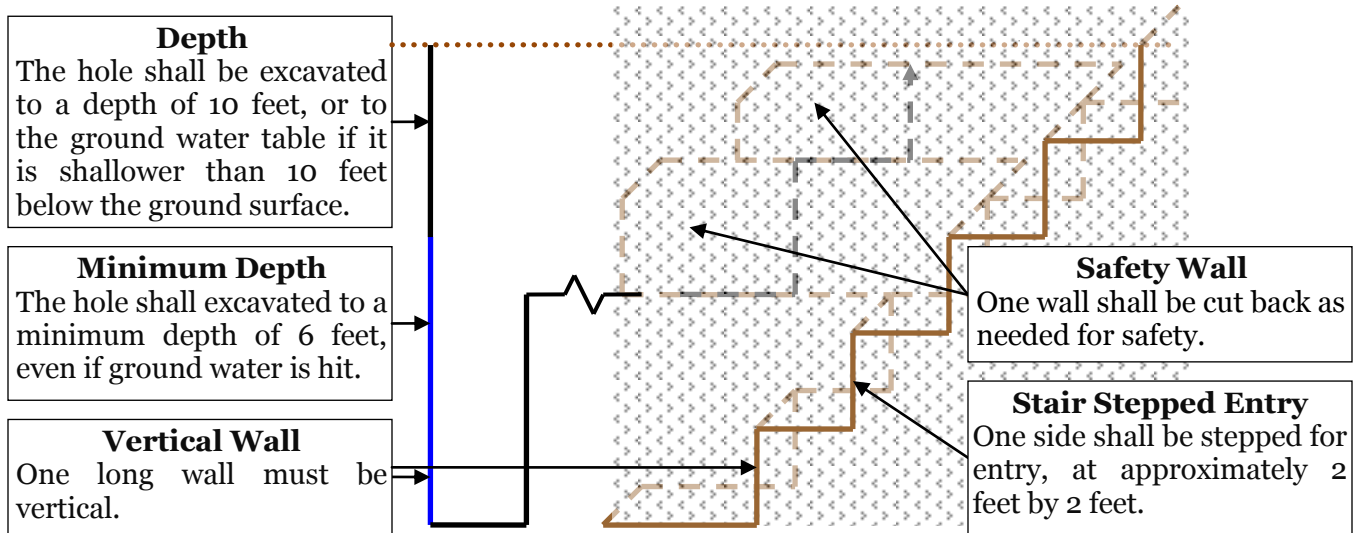 Depth
The hole shall be excavated
to a depth of 10 feet, or to
the ground water table if it
is shallower than 10 feet
below the ground surface.
Minimum Depth
The hole shall excavated to a
minimum depth of 6 feet,
even if ground water is hit.
Vertical Wall
One long wall must be
vertical.
Safety Wall
One wall shall be cut back as
needed for safety.
Stair Stepped Entry
One side shall be stepped for
entry, at approximately 2
feet by 2 feet.